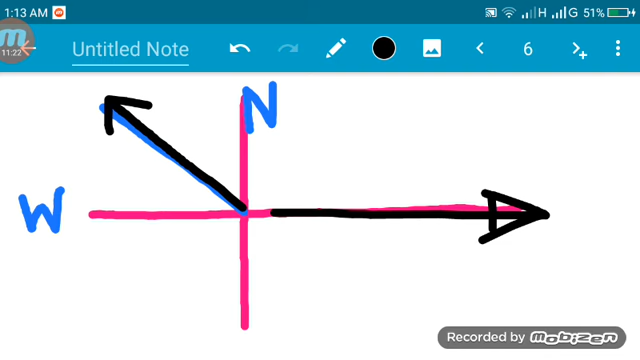 1:13 AM H G 51%
M
11:22
Untitled Note 6
N
W
Recorded by mobizen